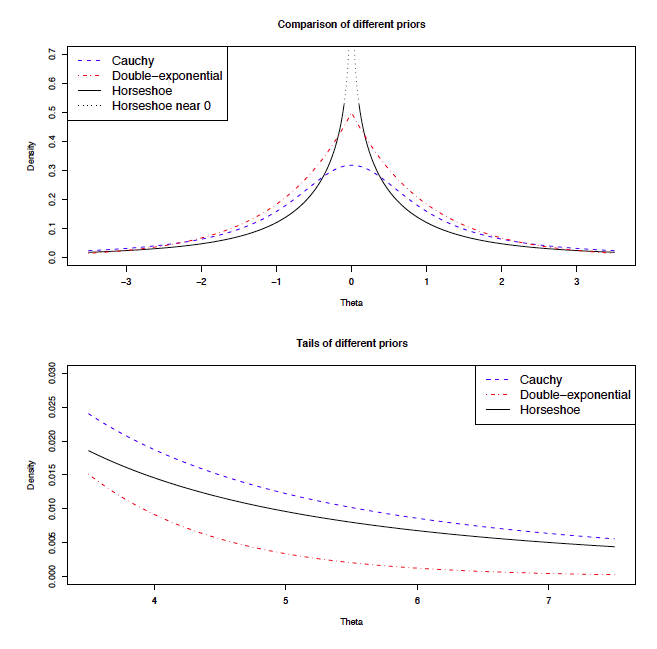 Comparison of different priors
Cauchy
Double−exponential
Horseshoe
Horseshoe near 0
Density
0.7
0.6
0.5
0.4
0.3
0.2
0.1
0.0
−3 −2 −1 0 1 2 3
Theta
Tails of different priors
Cauchy
Double−exponential
Horseshoe
Density
0.030
0.025
0.020
0.015
0.010
0.005
0.000
4 5 6 7
Theta